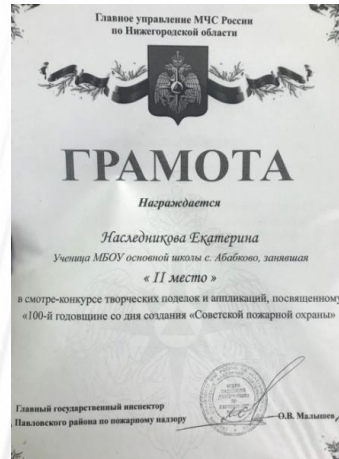 Главное управление МЧС России
по Нижегородской области
ГРАМОТА
Награждается
Наследникова Екатерина
Ученица МБОУ основной школы с. Абабково, занявшая
« II место »
в смотре-конкурсе творческих поделок и аппликаций, посвященному
«100-й годовщине со дня создания «Советской пожарной охраны»
Главный государственный инспектор
Павловского района по пожарному надзору
О.В. Малышев